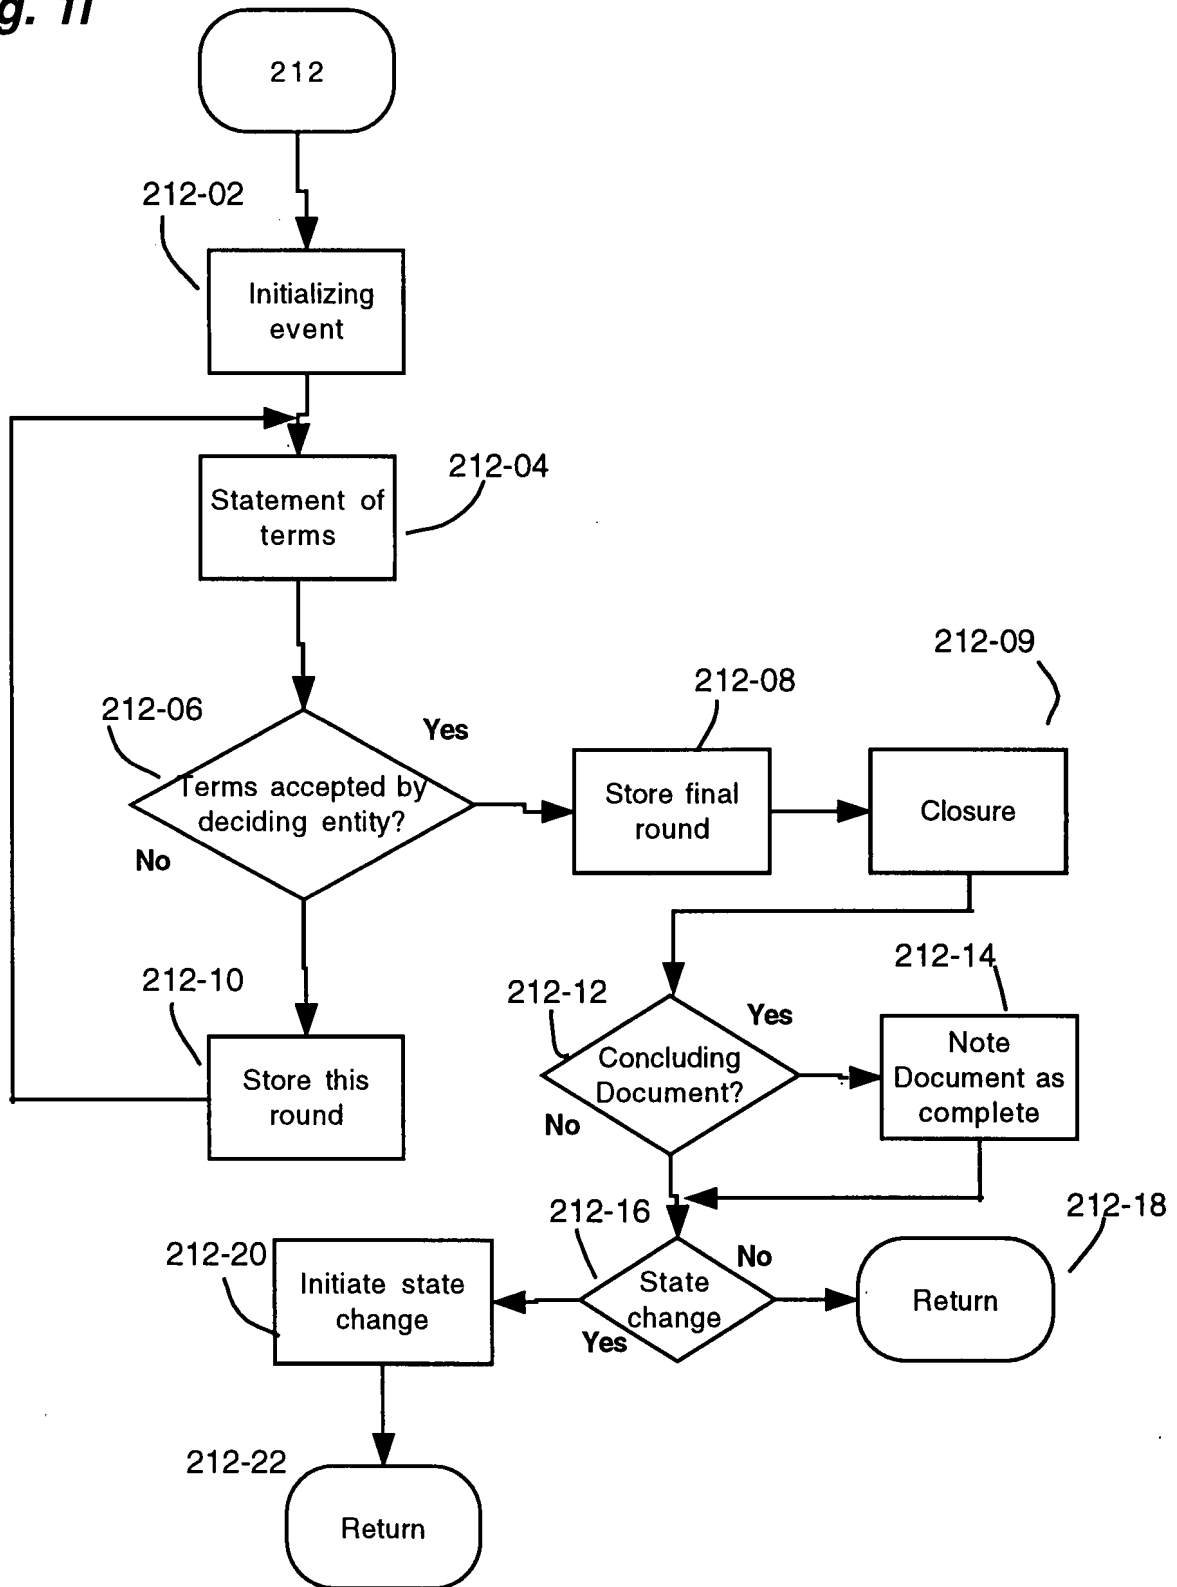 g. 11
212
212-02
Initializing
event
212-04
Statement of
terms
212-09
212-08
212-06
Yes
Terms accepted by
deciding entity?
Store final
round
Closure
No
212-14
212-10
212-12
Yes
Note
Document as
complete
Concluding
Document?
Store this
round
No
212-16
212-18
212-20
No
Initiate state
change
State
change
Return
Yes
212-22
Return